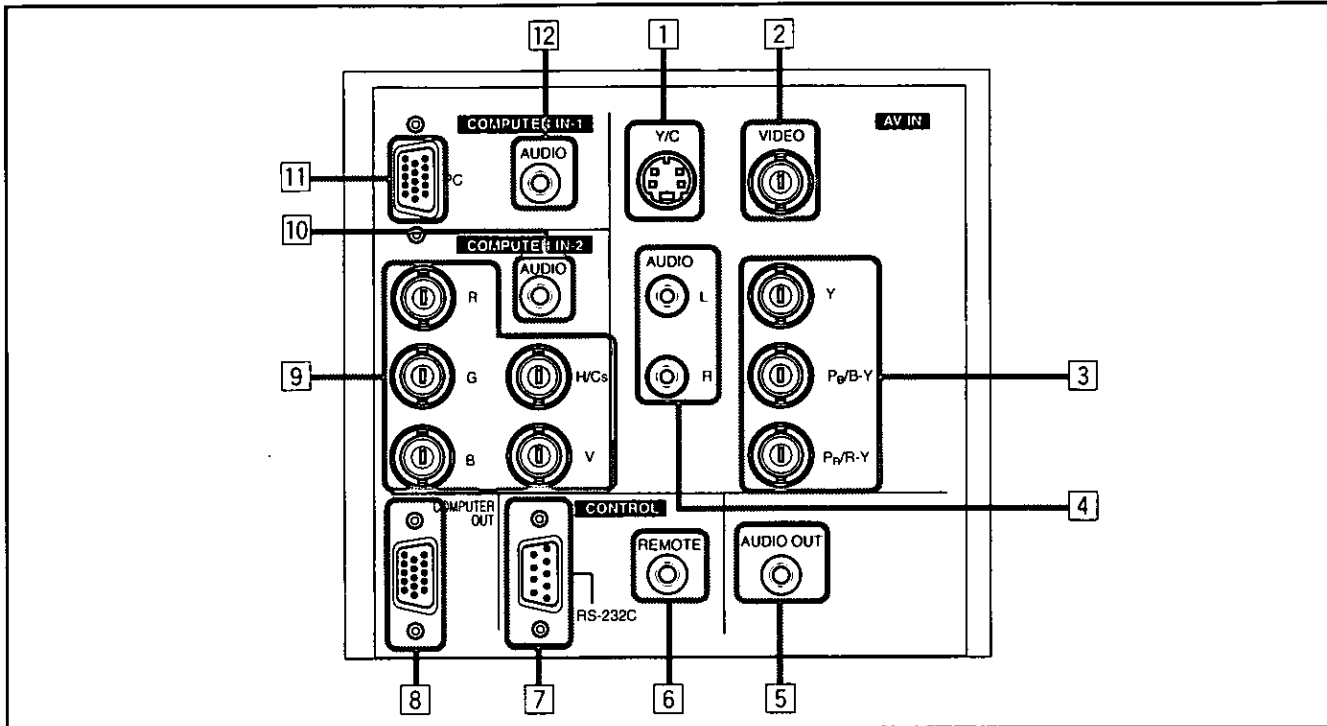 12
1
2
COMPUTER IN-1
AV IN
AUDIO
Y/C
VIDEO
11
PC
10
COMPUTER IN-2
AUDIO
AUDIO
R
L
Y
9
G
H/Cs
R
PB/B-Y
3
B
V
PR/R-Y
4
COMPUTER
OUT
CONTROL
REMOTE
AUDIO OUT
RS-232C
8
7
6
5